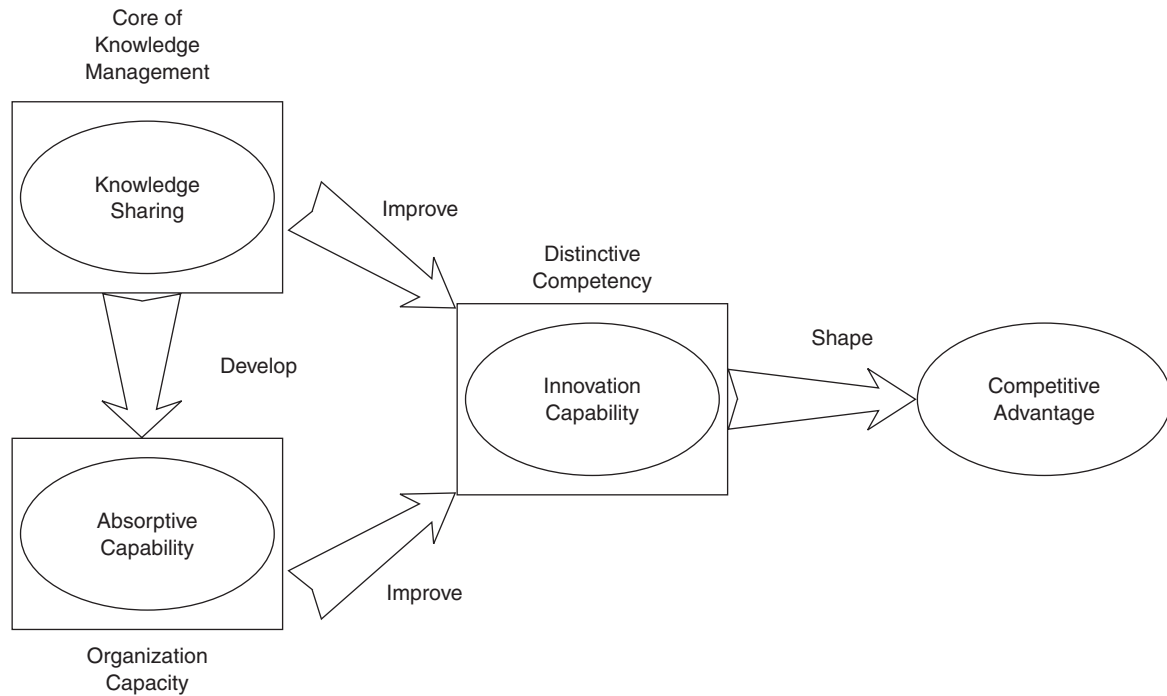 Core of
Knowledge
Management
Knowledge
Sharing
Improve
Develop
Distinctive
Competency
Innovation
Capability
Shape
Competitive
Advantage
Absorptive
Capability
Improve
Organization
Capacity